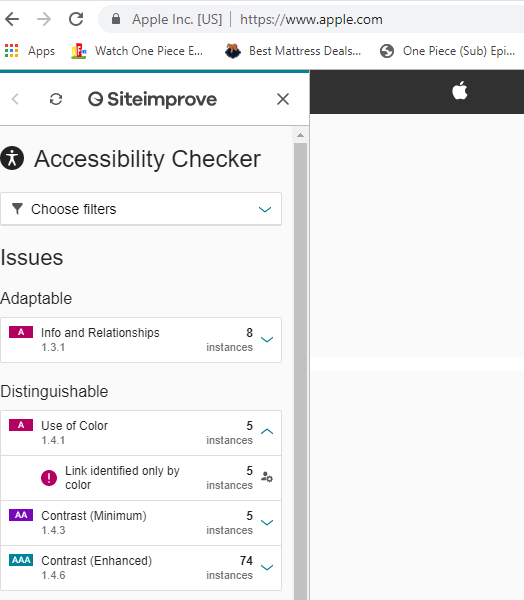 Apple Inc. [US] | https://www.apple.com
Apps Watch One Piece E... Best Mattress Deals... One Piece (Sub) Epi...
Siteimprove
Accessibility Checker
Choose filters
Issues
Adaptable
A Info and Relationships 8
1.3.1 instances
Distinguishable
A Use of Color 5
1.4.1 instances
Link identified only by 5
color instances
AA Contrast (Minimum) 5
1.4.3 instances
AAA Contrast (Enhanced) 74
1.4.6 instances